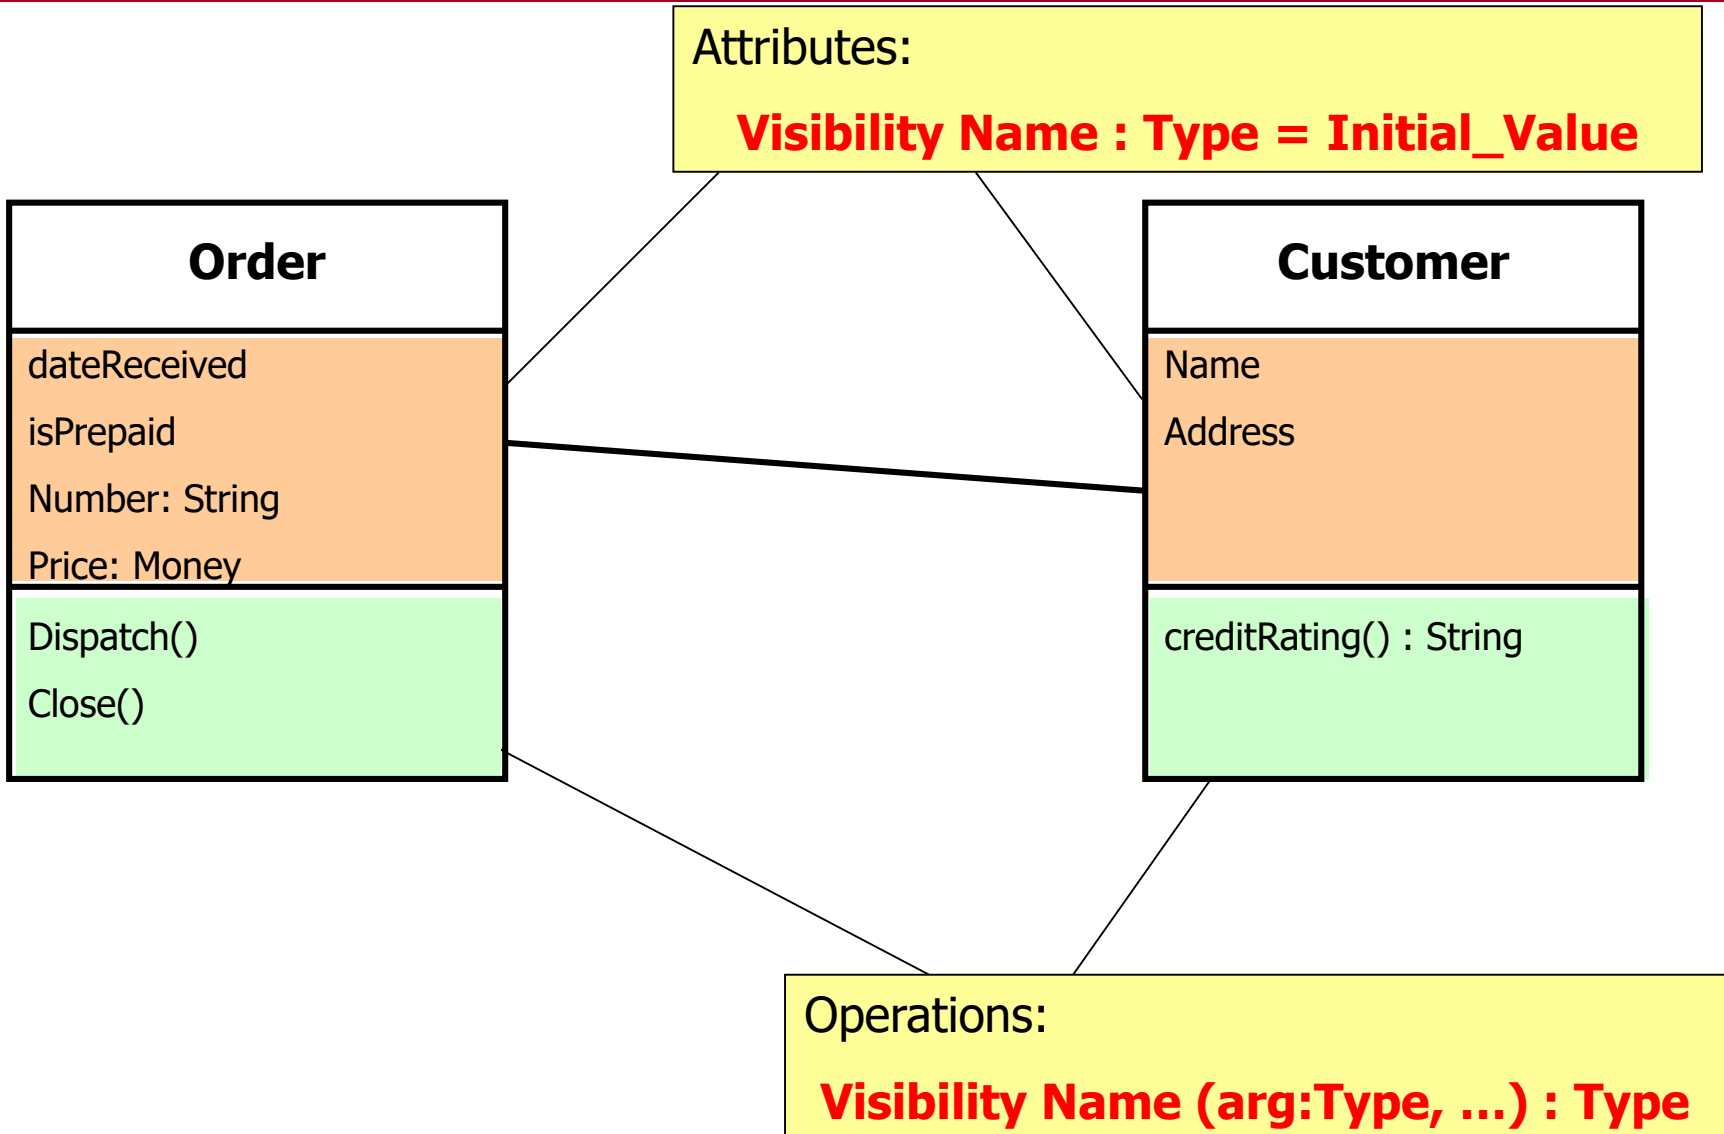 Attributes:
Visibility Name : Type = Initial_Value
Order
dateReceived
isPrepaid
Number: String
Price: Money
Dispatch()
Close()
Customer
Name
Address
creditRating() : String
Operations:
Visibility Name (arg:Type, ...) : Type